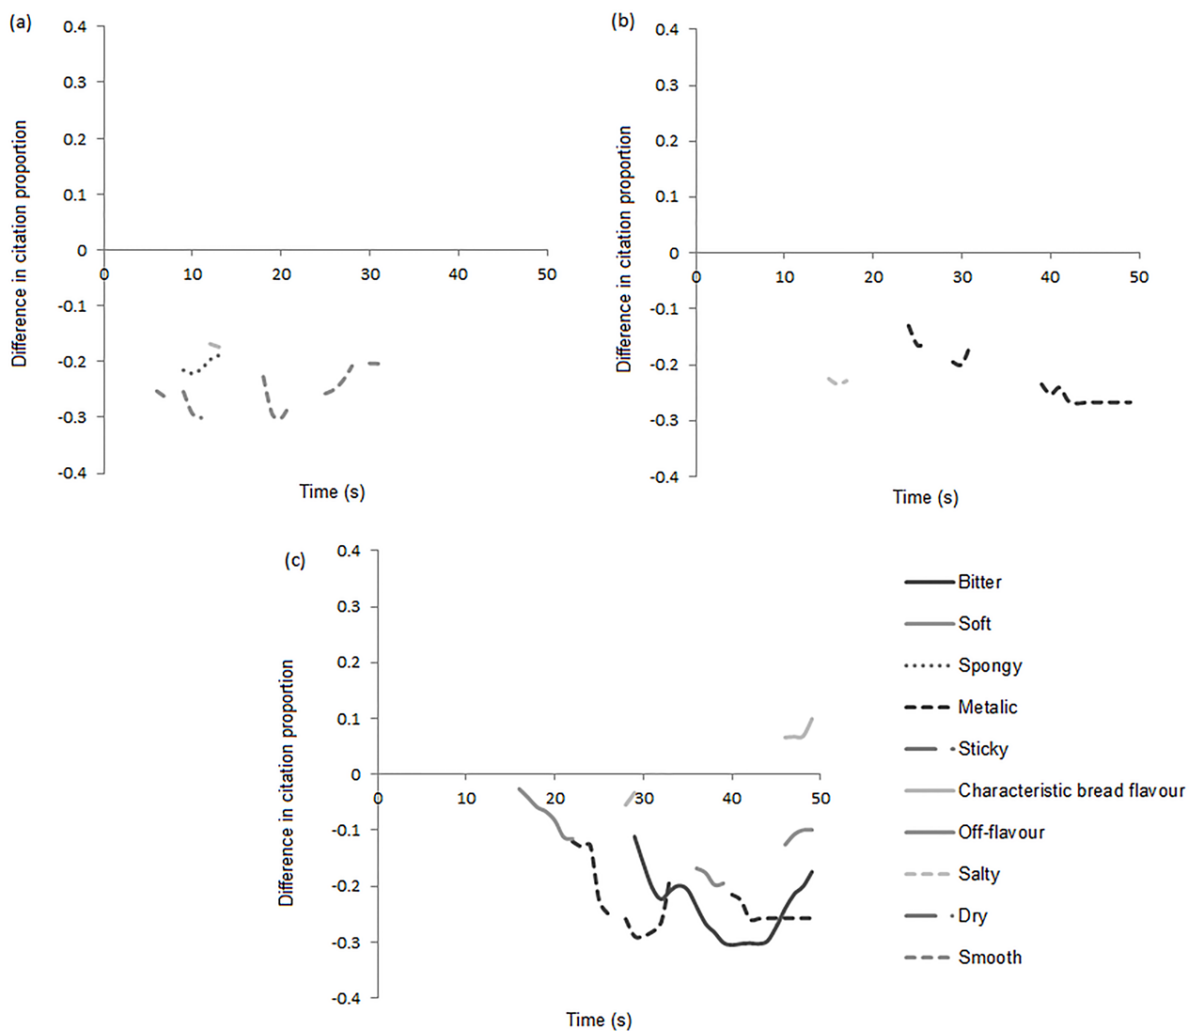 (a)
0.4
0.3
0.2
0.1
0
-0.1
-0.2
-0.3
-0.4
0 10 20 30 40 50
Difference in citation proportion
Time (s)
(b)
0.4
0.3
0.2
0.1
0
-0.1
-0.2
-0.3
-0.4
0 10 20 30 40 50
Difference in citation proportion
Time (s)
(c)
0.4
0.3
0.2
0.1
0
-0.1
-0.2
-0.3
-0.4
0 10 20 30 40 50
Difference in citation proportion
Time (s)
Bitter
Soft
Spongy
Metalic
Sticky
Characteristic bread flavour
Off-flavour
Salty
Dry
Smooth